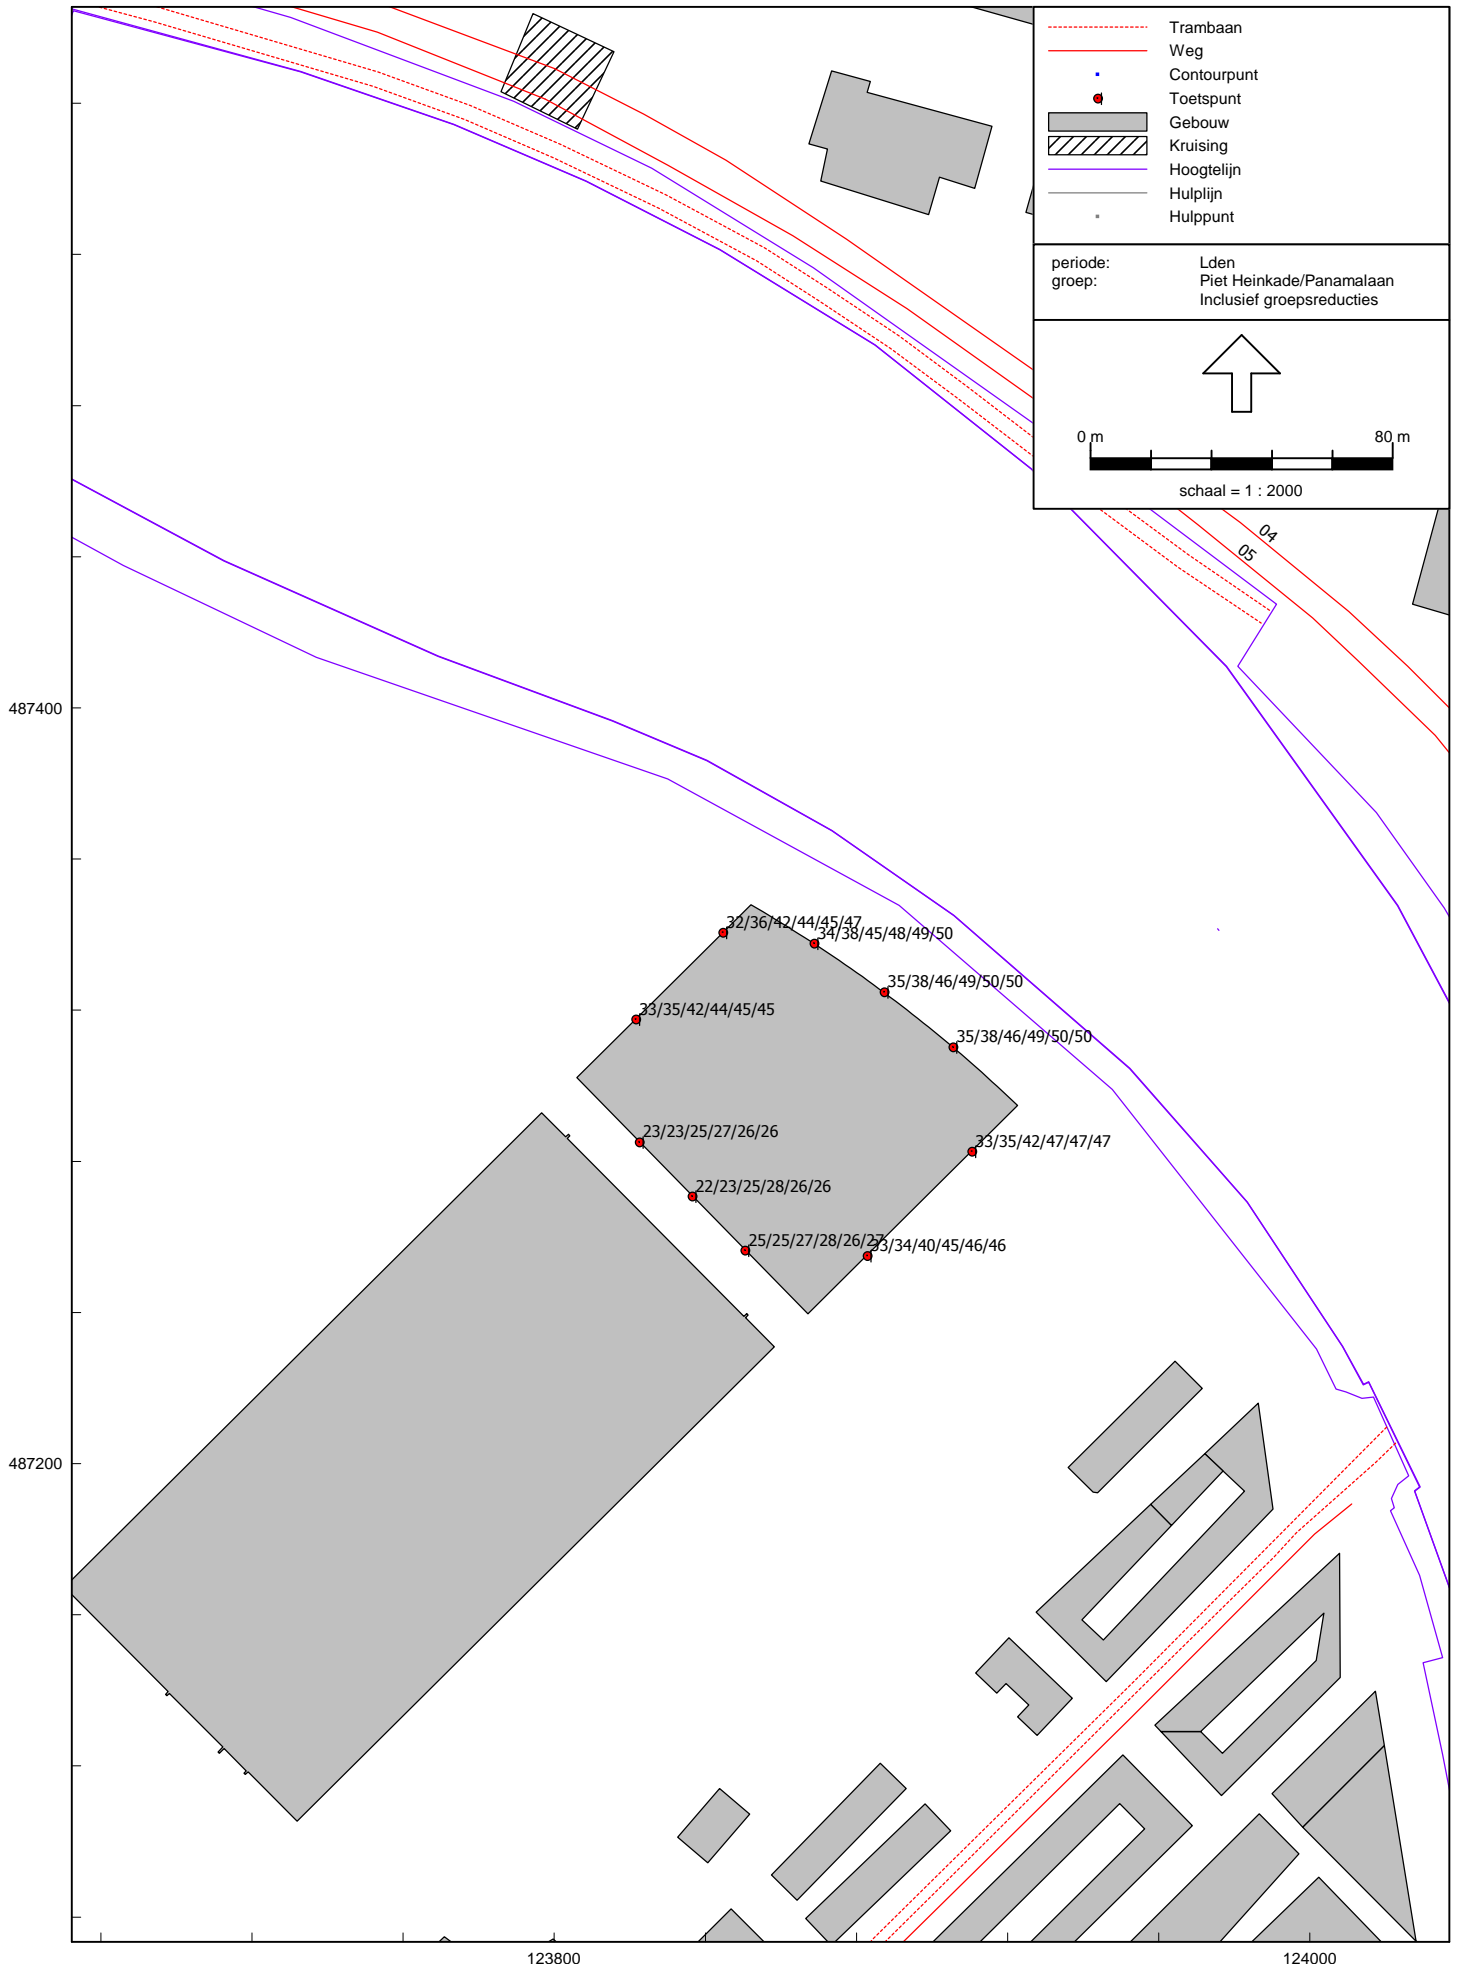 Trambaan
Weg
Contourpunt
Toetspunt
Gebouw
Kruising
Hoogtelijn
Hulplijn
Hulppunt
periode: Lden
groep: Piet Heinkade/Panamalaan
Inclusief groepsreducties
0 m 80 m
schaal = 1 : 2000
04
05
487400
32/36/42/44/45/47
34/38/45/48/49/50
35/38/46/49/50/50
33/35/42/44/45/45
35/38/46/49/50/50
23/23/25/27/26/26
33/35/42/47/47/47
22/23/25/28/26/26
25/25/27/28/26/27
33/34/40/45/46/46
487200
123800 124000